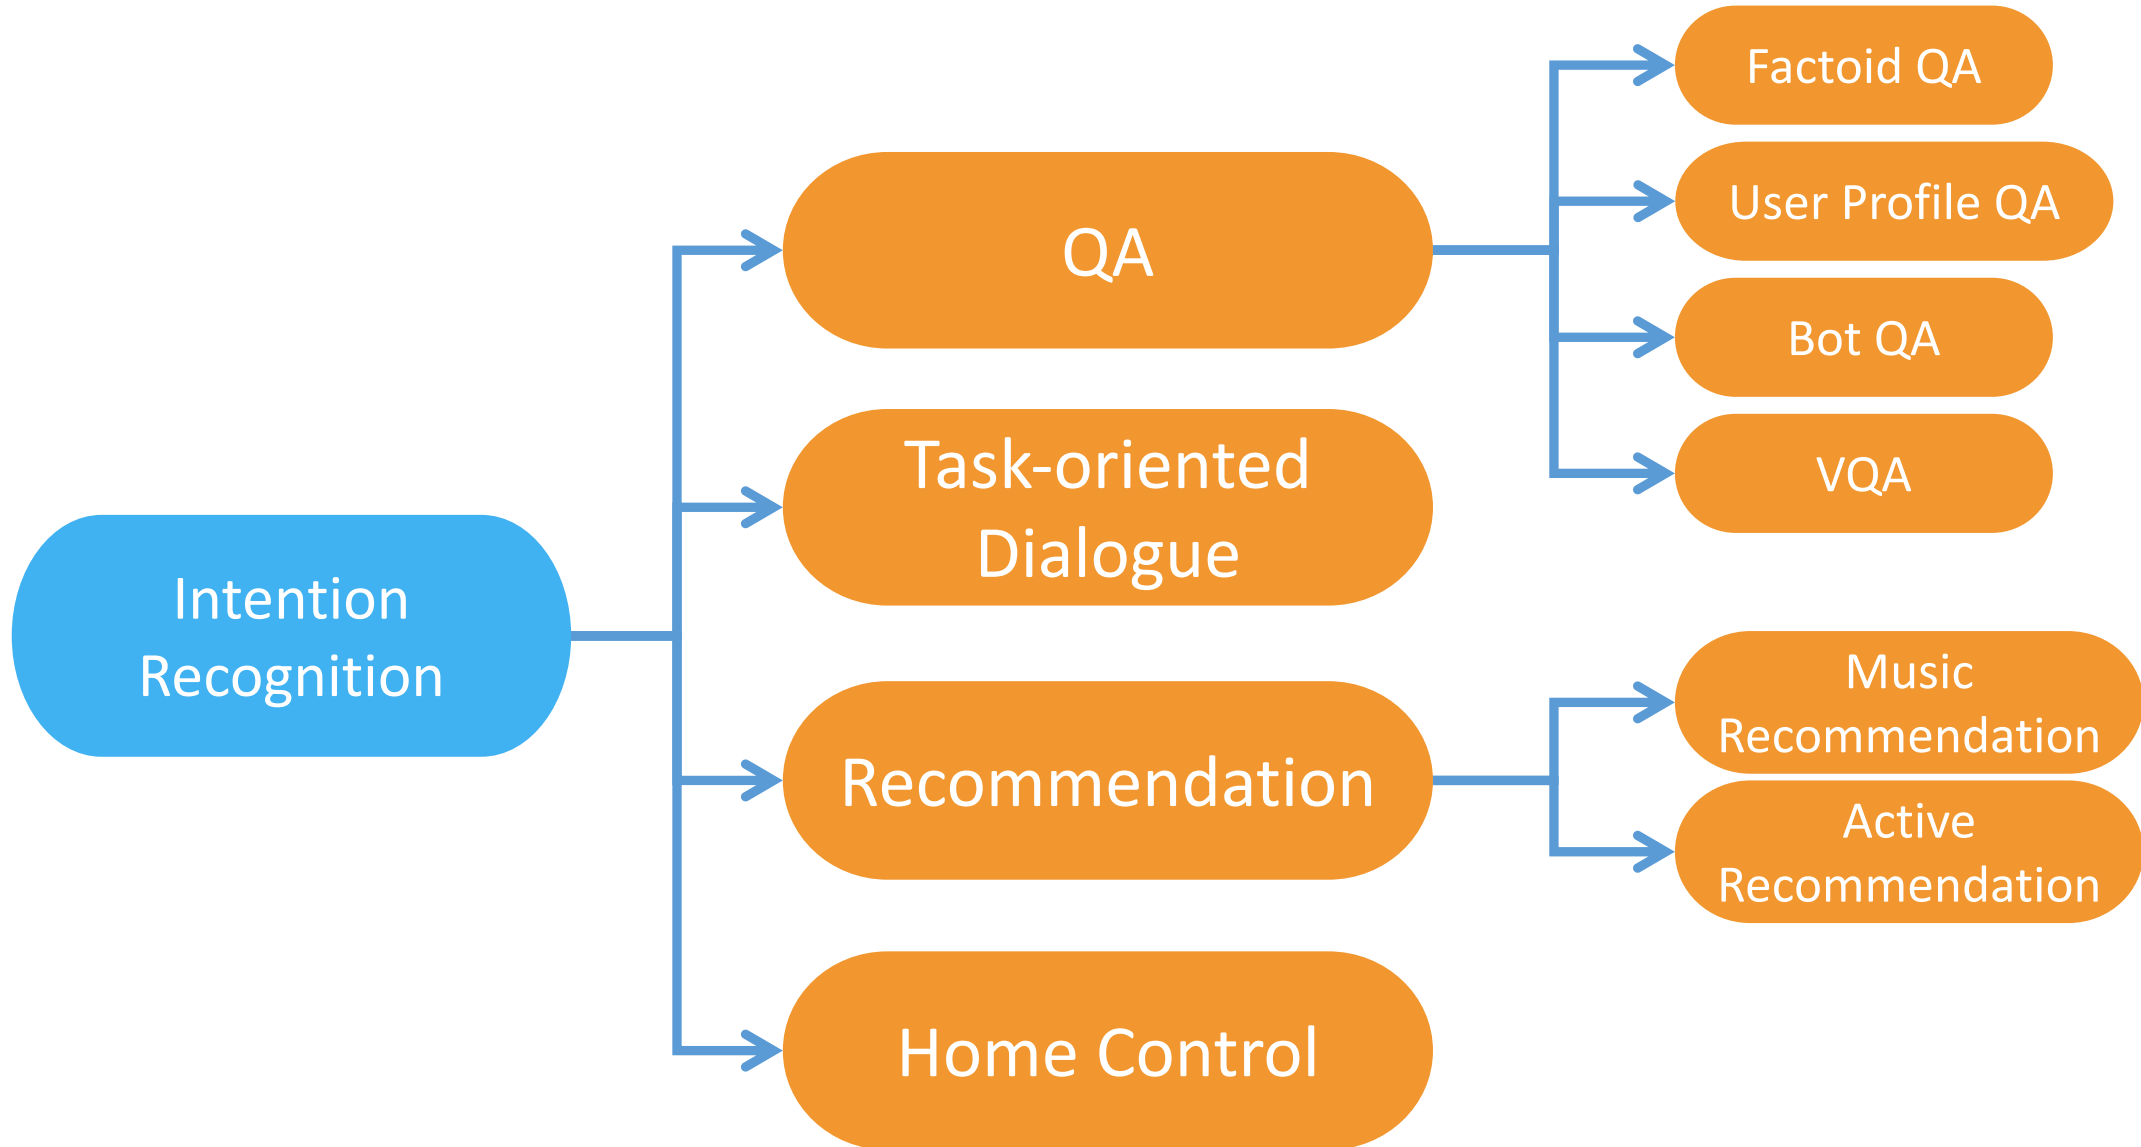 Intention
Recognition
QA
Task-oriented
Dialogue
Recommendation
Home Control
Factoid QA
User Profile QA
Bot QA
VQA
Music
Recommendation
Active
Recommendation